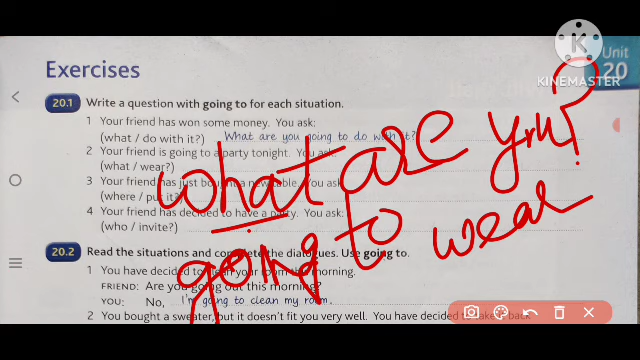 Exercises
Unit
20
KINEMASTER
20.1 Write a question with going to for each situation.
1 Your friend has won some money. You ask:
(what / do with it?) What are you going to do with it?
2 Your friend is going to a party tonight. You ask:
(what / wear?)
3 Your friend has just bought a new table. You ask:
(where / put it?)
4 Your friend has decided to have a party. You ask:
(who / invite?)
what are you?
going to wear
20.2 Read the situations and complete the dialogues. Use going to.
1 You have decided to clean your room this morning.
FRIEND: Are you going out this morning?
YOU: No, I'm going to clean my room.
2 You bought a sweater, but it doesn't fit you very well. You have decided to take it back